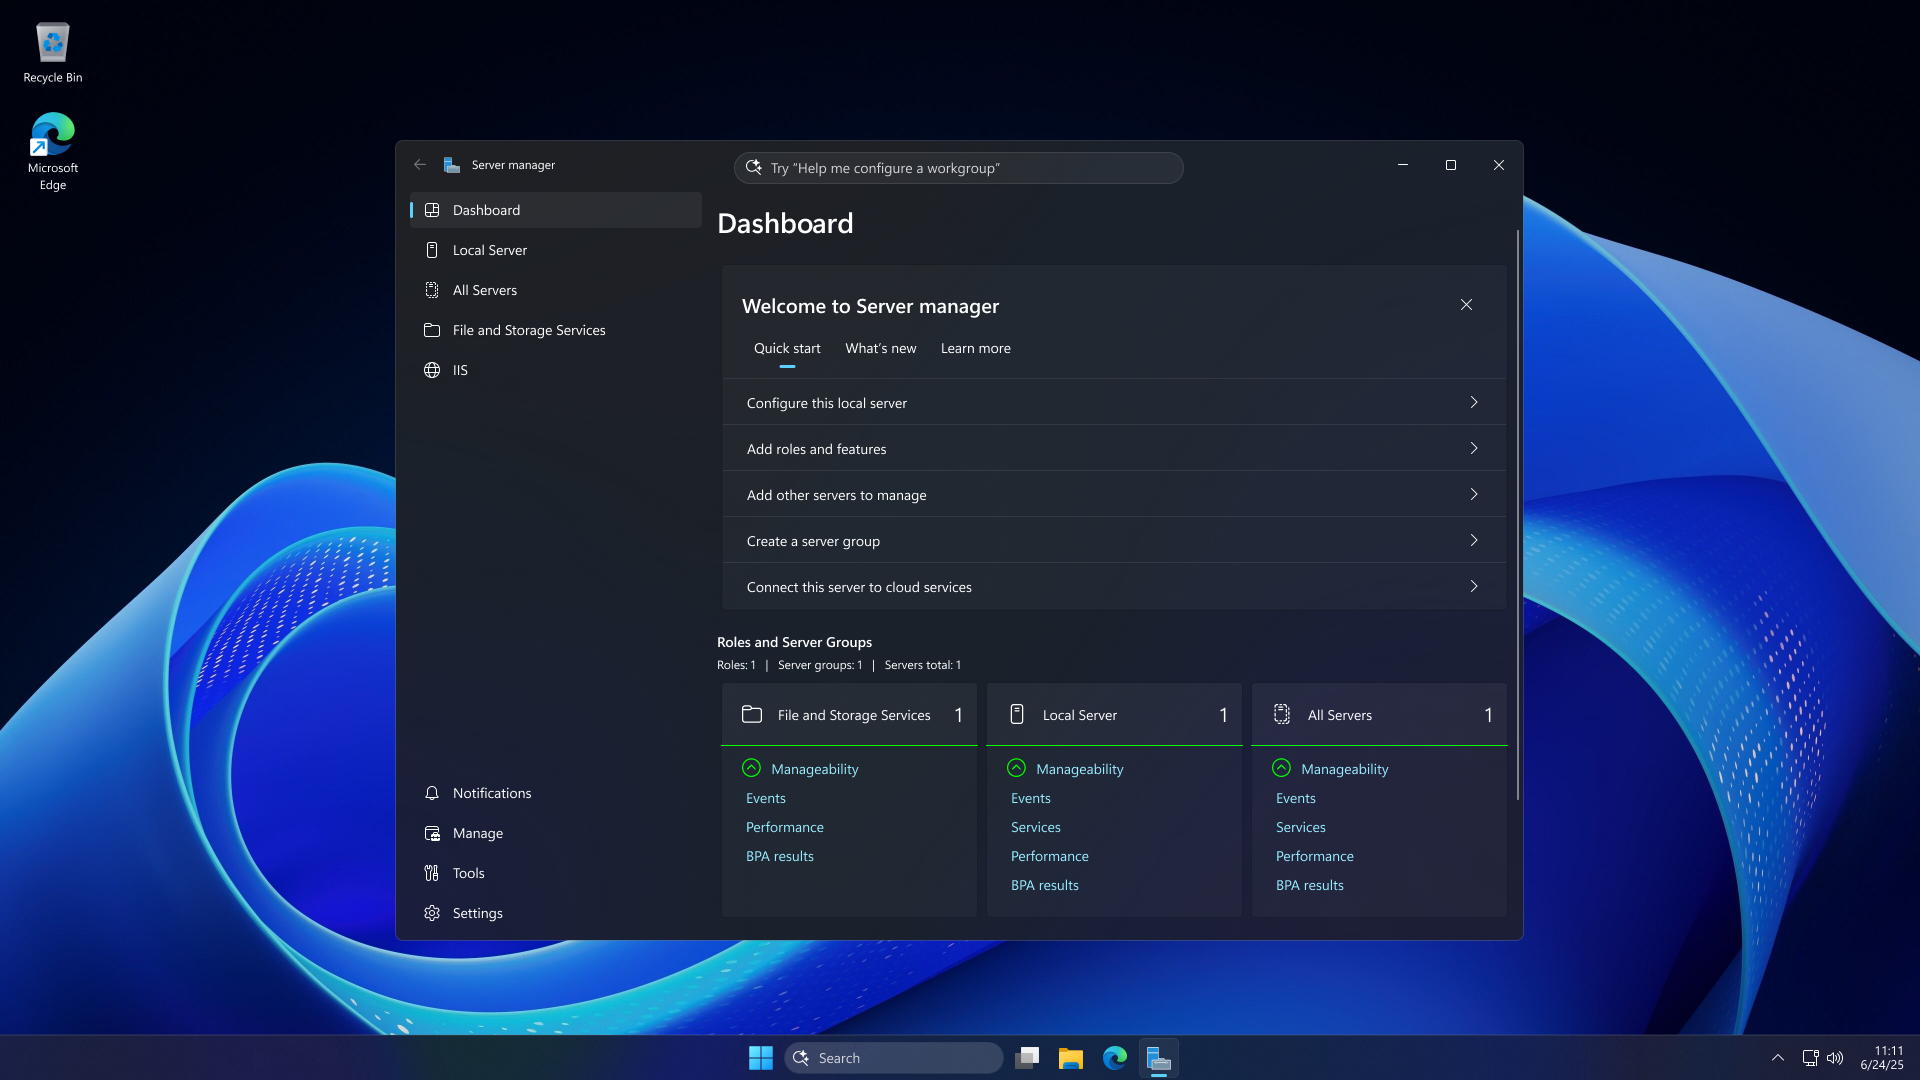 Recycle Bin
Microsoft
Edge
Server manager
Try "Help me configure a workgroup"
Dashboard
Local Server
All Servers
File and Storage Services
IIS
Notifications
Manage
Tools
Settings
Dashboard
Welcome to Server manager
Quick start What's new Learn more
Configure this local server
Add roles and features
Add other servers to manage
Create a server group
Connect this server to cloud services
Roles and Server Groups
Roles: 1 | Server groups: 1 | Servers total: 1
File and Storage Services 1
Manageability
Events
Performance
BPA results
Local Server 1
Manageability
Events
Services
Performance
BPA results
All Servers 1
Manageability
Events
Services
Performance
BPA results
Search
11:11
6/24/25